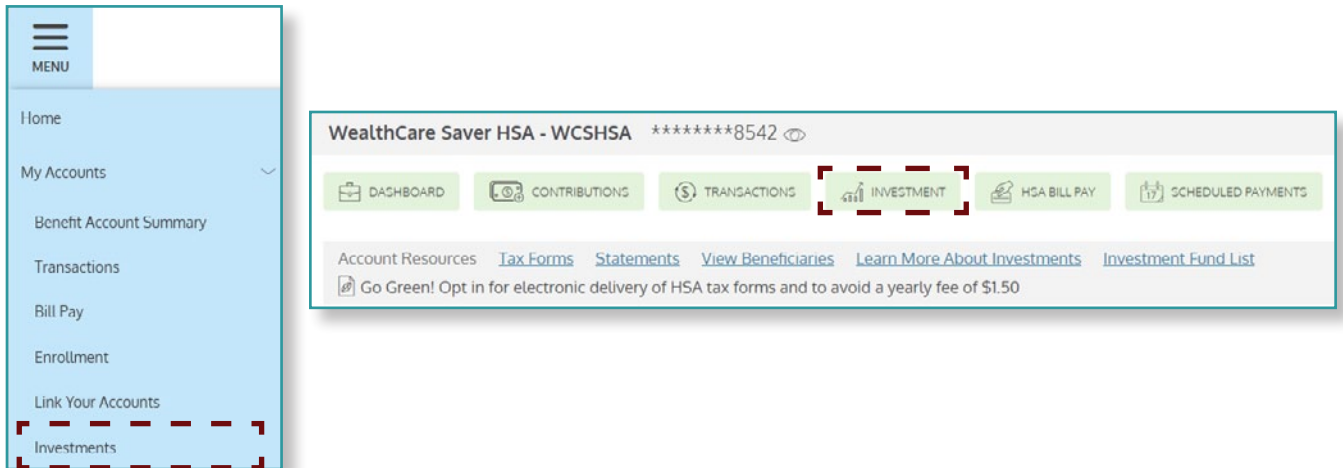 MENU
Home
My Accounts
Benefit Account Summary
Transactions
Bill Pay
Enrollment
Link Your Accounts
Investments
WealthCare Saver HSA - WCSHSA ********8542
DASHBOARD CONTRIBUTIONS TRANSACTIONS INVESTMENT HSA BILL PAY SCHEDULED PAYMENTS
Account Resources Tax Forms Statements View Beneficiaries Learn More About Investments Investment Fund List
Go Green! Opt in for electronic delivery of HSA tax forms and to avoid a yearly fee of $1.50